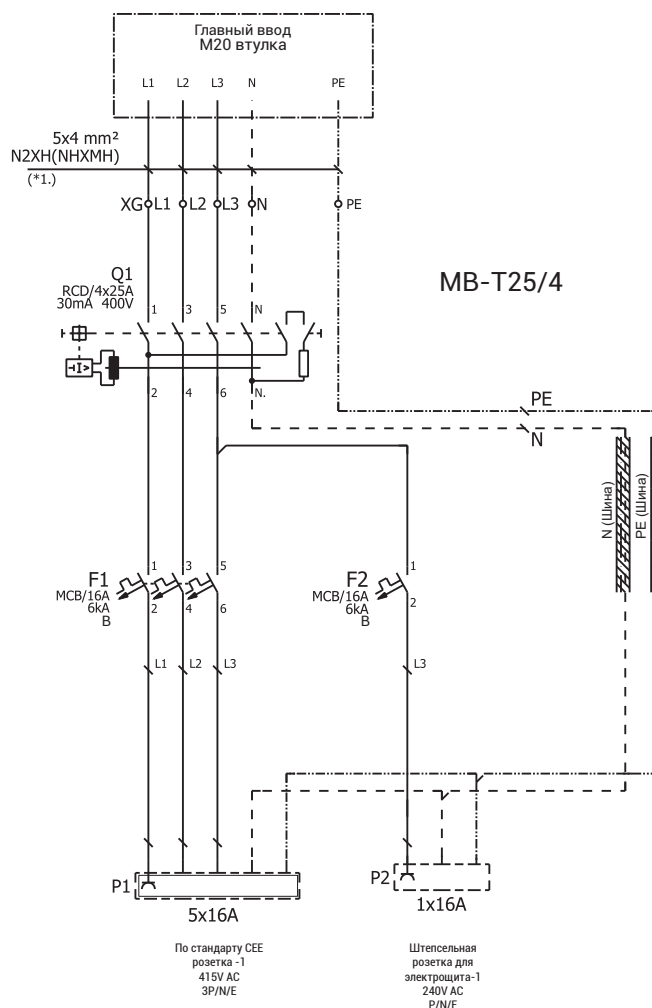 Главный ввод
M20 втулка
L1 L2 L3 N PE
5x4 mm²
N2XH(NHXMH)
(*1.)
XG L1 L2 L3 N PE
MB-T25/4
Q1
RCD/4x25A
30mA 400V
1 3 5 N
-I>
2 4 6 N.
PE
N
N (Шина)
PE (Шина)
F1
MCB/16A
6kA
B
1 3 5
2 4 6
F2
MCB/16A
6kA
B
1
2
L1 L2 L3
L3
P1
5x16A
P2
1x16A
По стандарту CEE
розетка -1
415V AC
3P/N/E
Штепсельная
розетка для
электрощита-1
240V AC
P/N/E